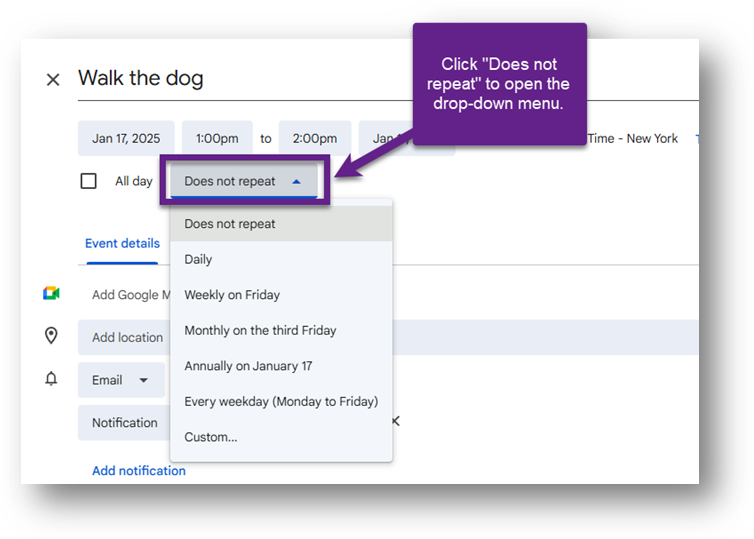 Click "Does not
repeat" to open the
drop-down menu.
Walk the dog
Jan 17, 2025 1:00pm to 2:00pm Jan Time - New York
All day Does not repeat
Does not repeat
Event details
Daily
Add Google M
Weekly on Friday
Monthly on the third Friday
Add location
Annually on January 17
Email
Every weekday (Monday to Friday)
Notification
Custom...
Add notification